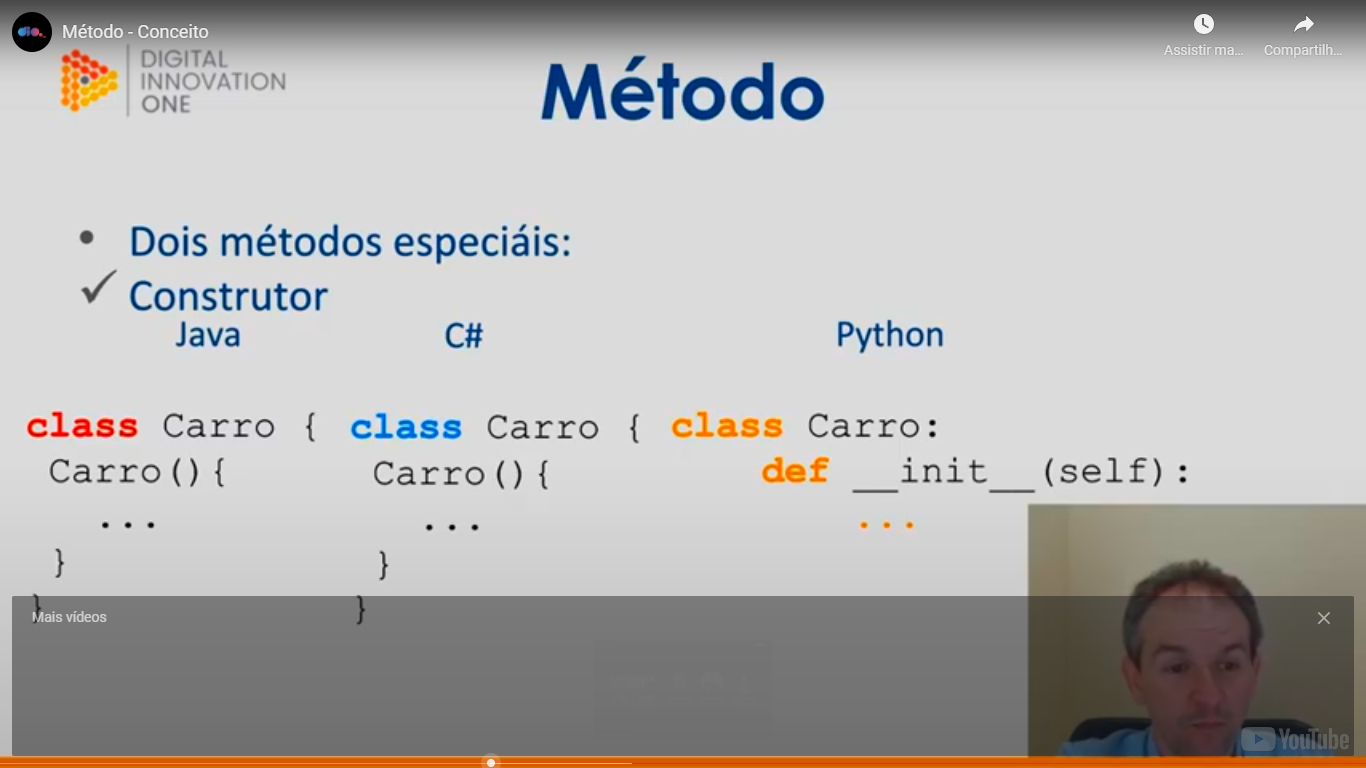 Método - Conceito
Assistir ma...
Compartilh...
DIGITAL
INNOVATION
ONE
Método
• Dois métodos especiáis:
✓ Construtor
Java C# Python
class Carro { class Carro { class Carro:
Carro(){ Carro(){ def __init__(self):
... ... ...
} }
} }
Mais vídeos
YouTube